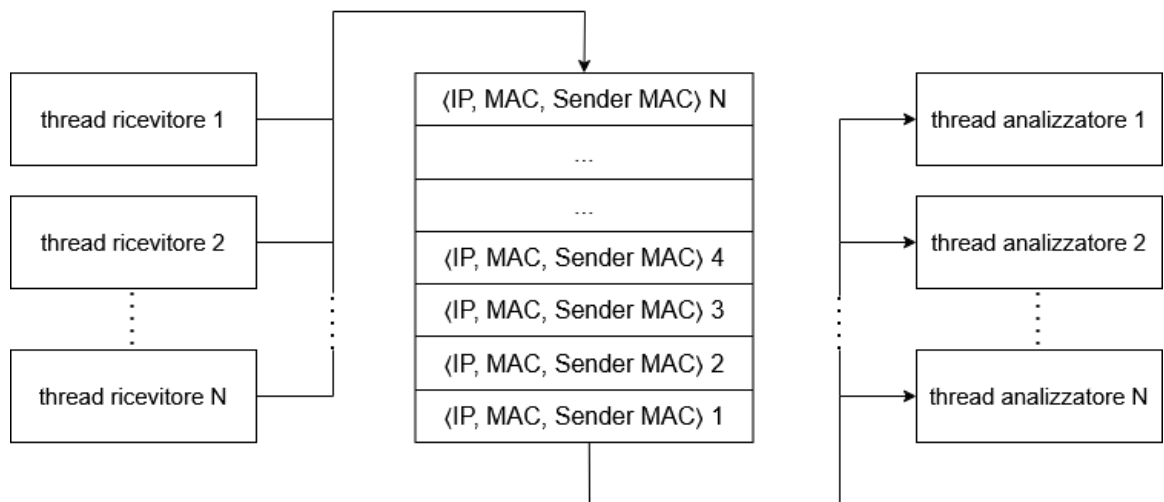 thread ricevitore 1
thread ricevitore 2
thread ricevitore N
⟨IP, MAC, Sender MAC⟩ N
...
...
⟨IP, MAC, Sender MAC⟩ 4
⟨IP, MAC, Sender MAC⟩ 3
⟨IP, MAC, Sender MAC⟩ 2
⟨IP, MAC, Sender MAC⟩ 1
thread analizzatore 1
thread analizzatore 2
thread analizzatore N